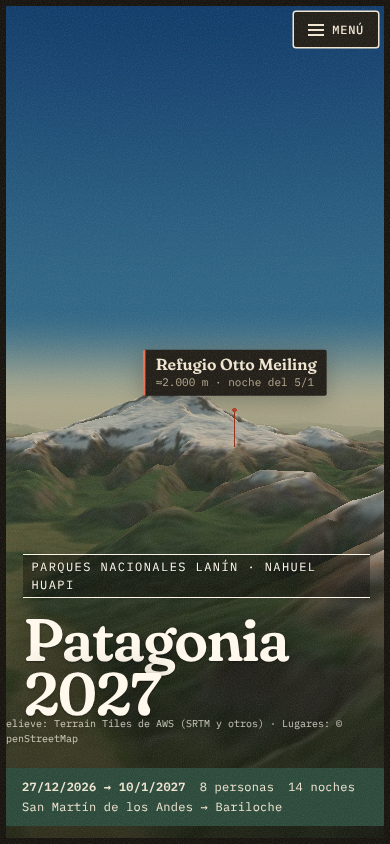 MENÚ
Refugio Otto Meiling
≈2.000 m · noche del 5/1
PARQUES NACIONALES LANÍN · NAHUEL
HUAPI
Patagonia
2027
elieve: Terrain Tiles de AWS (SRTM y otros) · Lugares: ©
penStreetMap
27/12/2026 → 10/1/2027 8 personas 14 noches
San Martín de los Andes → Bariloche